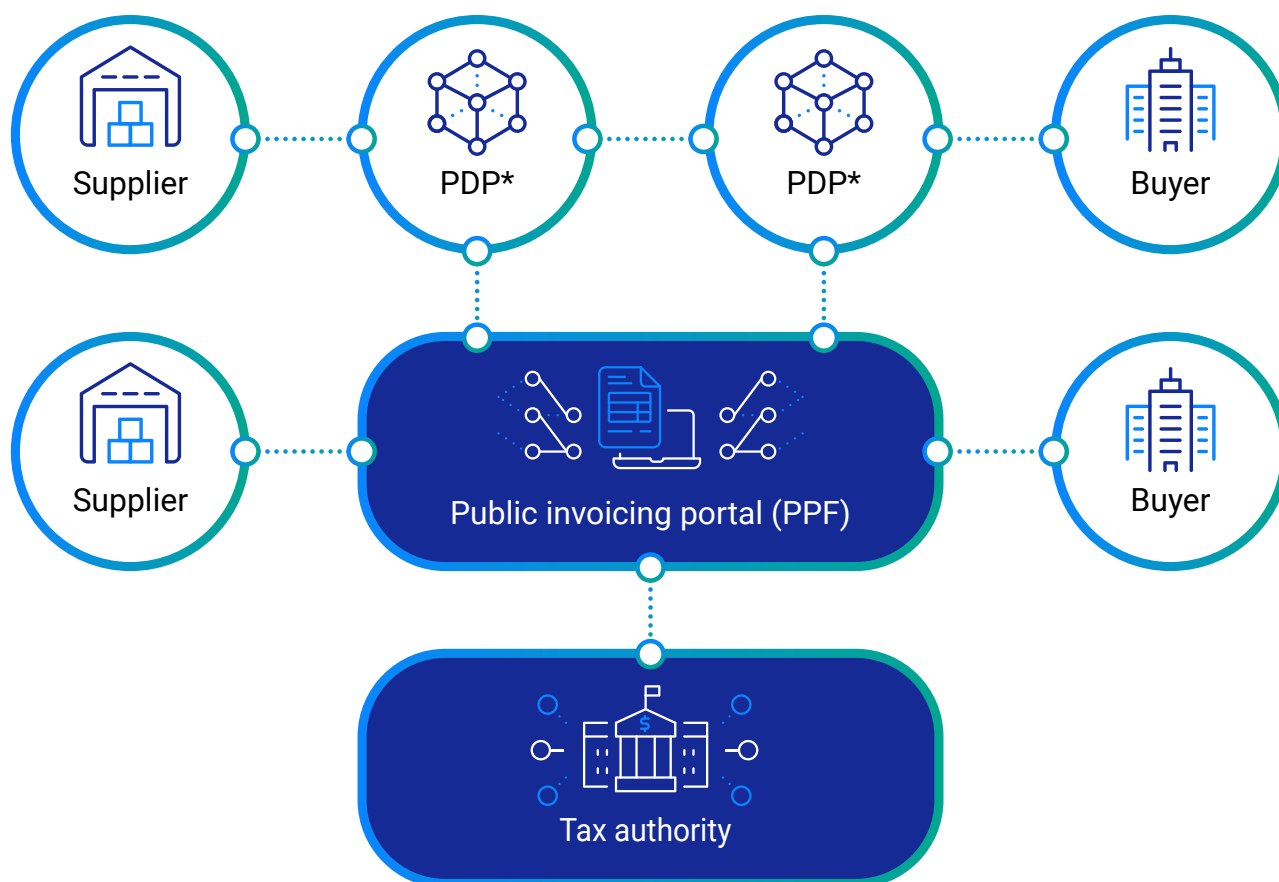 Supplier
PDP*
PDP*
Buyer
Supplier
Public invoicing portal (PPF)
Buyer
$
Tax authority